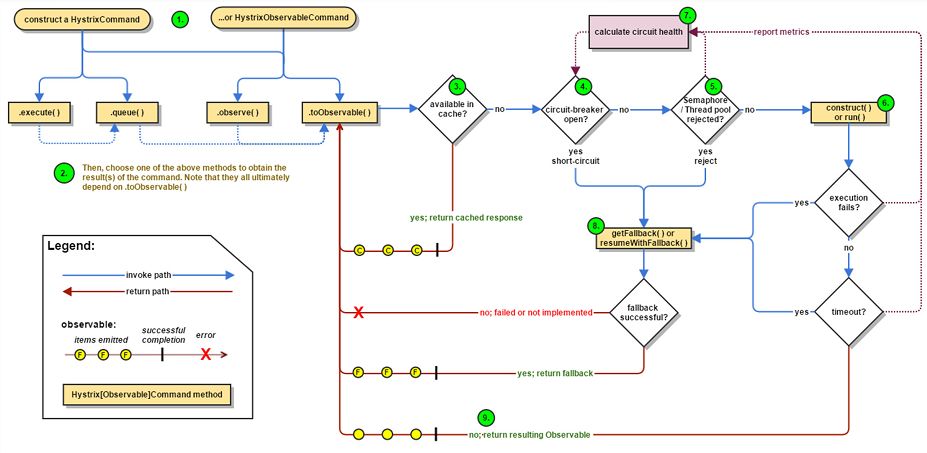 construct a HystrixCommand
1.
...or HystrixObservableCommand
7.
calculate circuit health
report metrics
.execute( )
.queue( )
.observe( )
.toObservable( )
3.
available in
cache?
no
4.
circuit-breaker
open?
no
5.
Semaphore
/ Thread pool
rejected?
no
6.
construct( )
or run( )
yes
short-circuit
yes
reject
2.
Then, choose one of the above methods to obtain the
result(s) of the command. Note that they all ultimately
depend on .toObservable( )
yes; return cached response
C C C
8.
getFallback( ) or
resumeWithFallback( )
yes
execution
fails?
no
yes
timeout?
fallback
successful?
X
no; failed or not implemented
F F F
yes; return fallback
9.
no; return resulting Observable
Legend:
invoke path
return path
observable:
items emitted
successful
completion
error
F F F
X
Hystrix[Observable]Command method